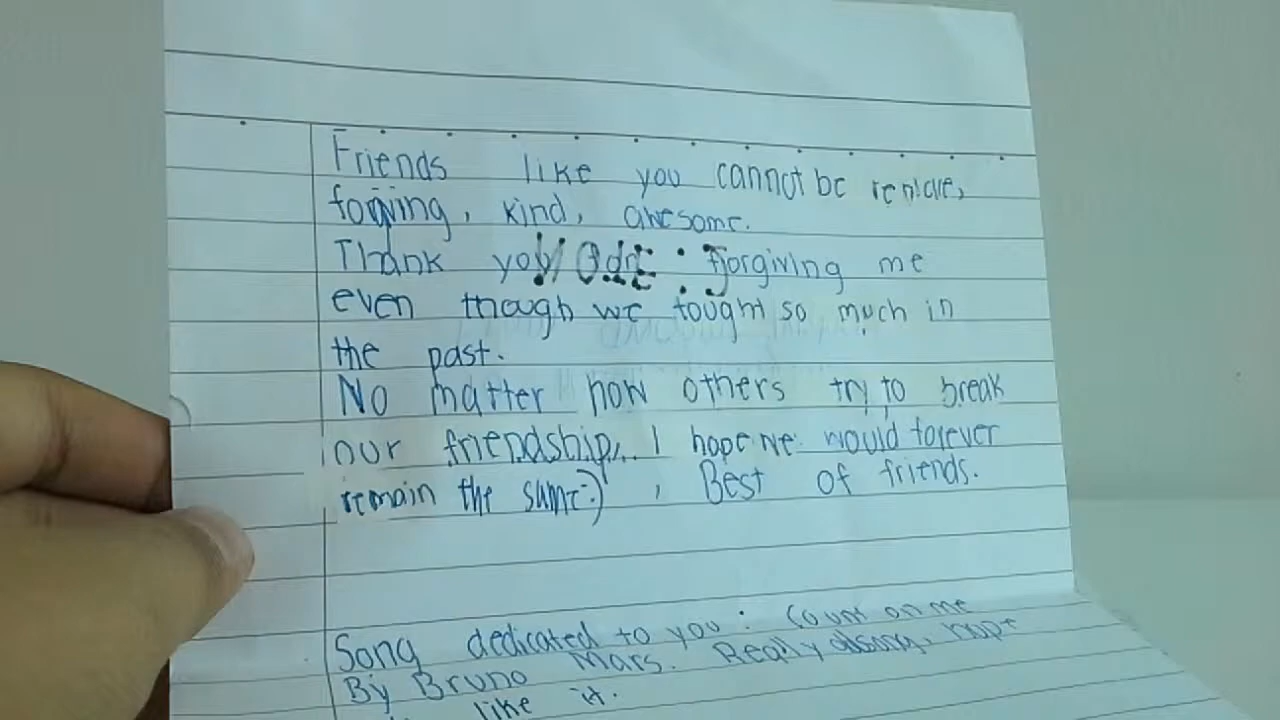 Friends like you cannot be replace,
forgiving, kind, awesome.
Thank you for forgiving me
even though we fought so much in
the past.
No matter how others try to break
our friendship, I hope we would forever
remain the same :) , Best of friends.
Song dedicated to you : Count on me
By Bruno Mars. Really hope
like it.